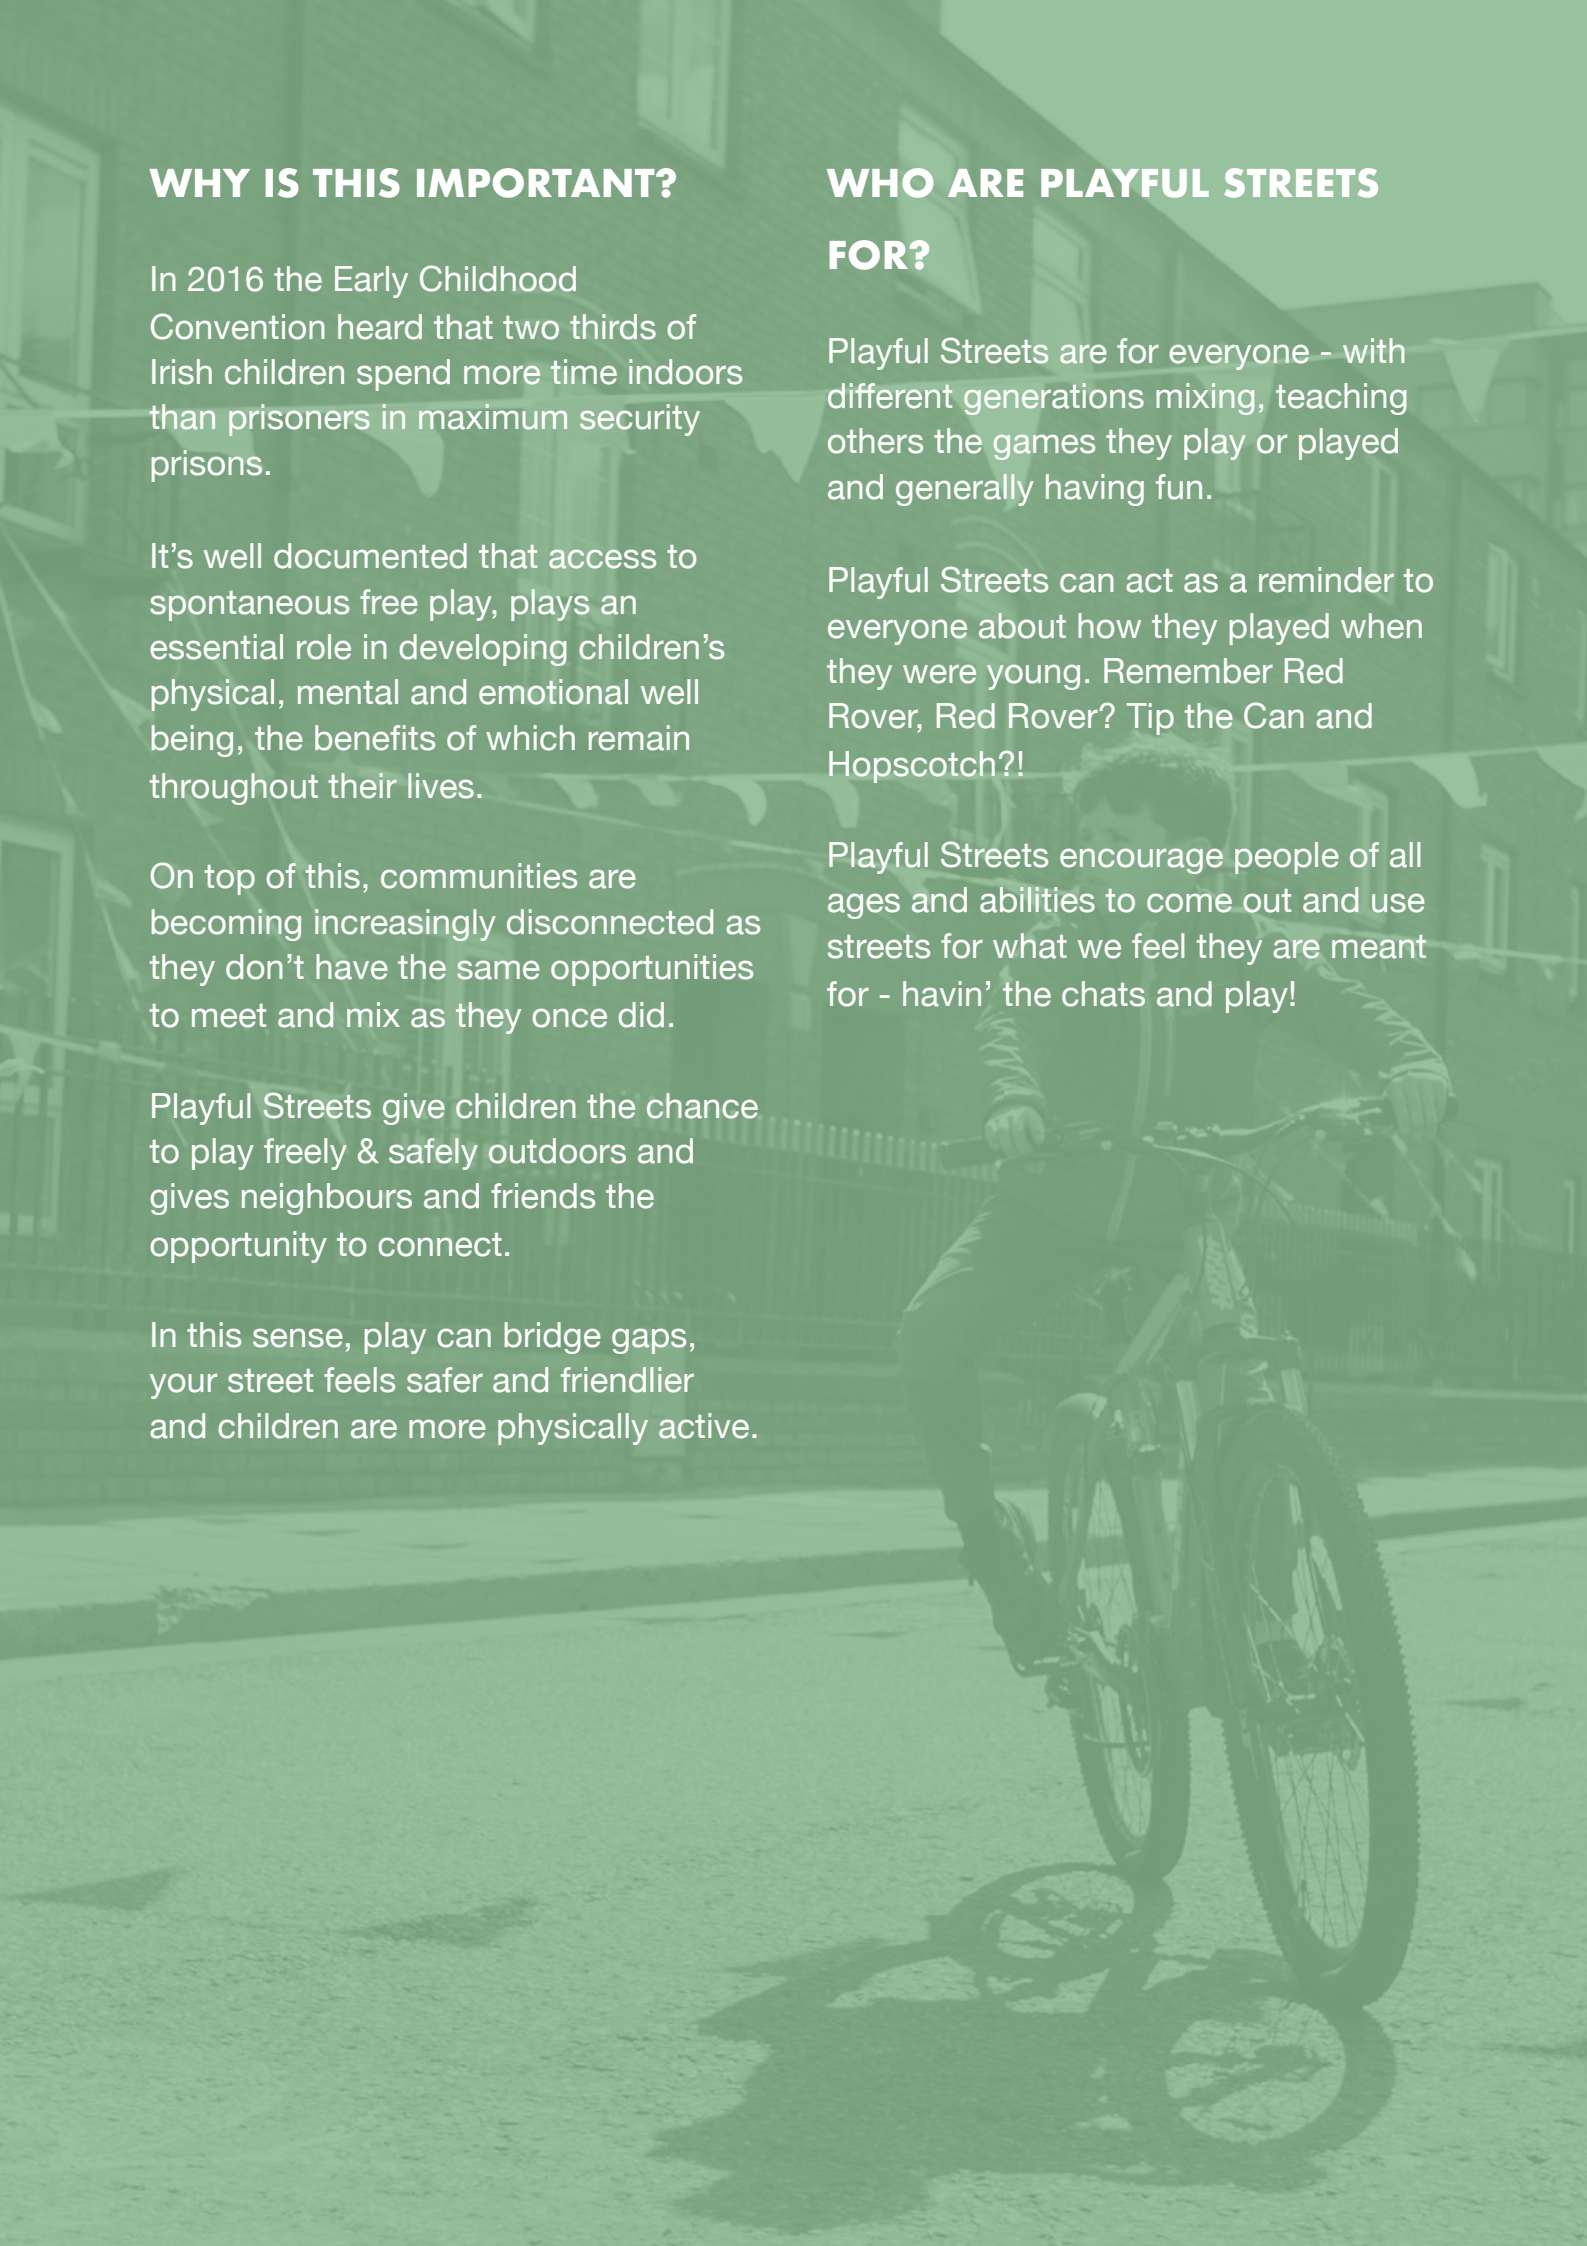 WHY IS THIS IMPORTANT?
In 2016 the Early Childhood
Convention heard that two thirds of
Irish children spend more time indoors
than prisoners in maximum security
prisons.
It’s well documented that access to
spontaneous free play, plays an
essential role in developing children’s
physical, mental and emotional well
being, the benefits of which remain
throughout their lives.
On top of this, communities are
becoming increasingly disconnected as
they don’t have the same opportunities
to meet and mix as they once did.
Playful Streets give children the chance
to play freely & safely outdoors and
gives neighbours and friends the
opportunity to connect.
In this sense, play can bridge gaps,
your street feels safer and friendlier
and children are more physically active.
WHO ARE PLAYFUL STREETS
FOR?
Playful Streets are for everyone - with
different generations mixing, teaching
others the games they play or played
and generally having fun.
Playful Streets can act as a reminder to
everyone about how they played when
they were young. Remember Red
Rover, Red Rover? Tip the Can and
Hopscotch?!
Playful Streets encourage people of all
ages and abilities to come out and use
streets for what we feel they are meant
for - havin’ the chats and play!